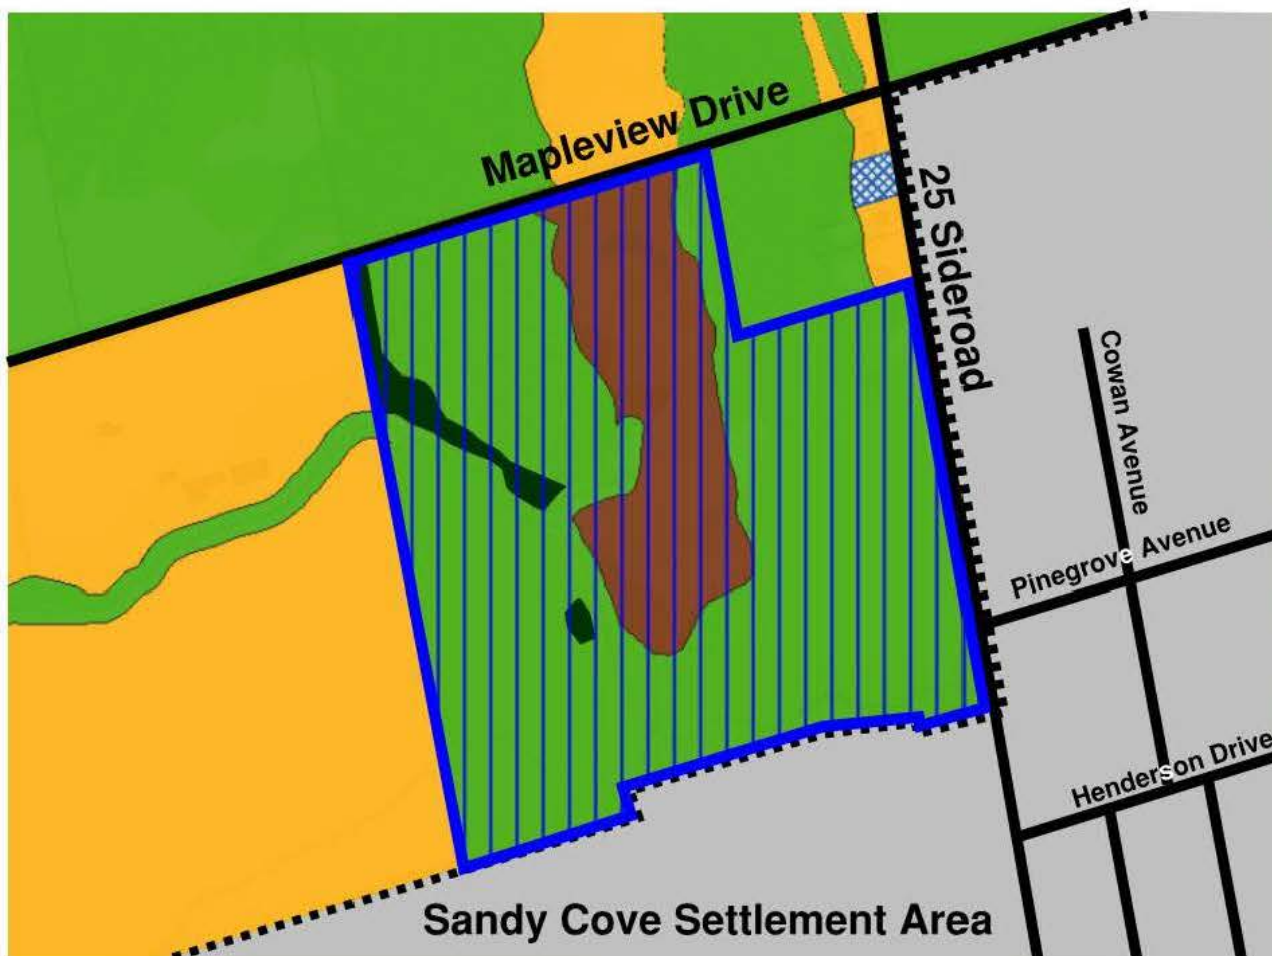 Mapleview Drive
25 Sideroad
Cowan Avenue
Pinegrove Avenue
Henderson Drive
Sandy Cove Settlement Area